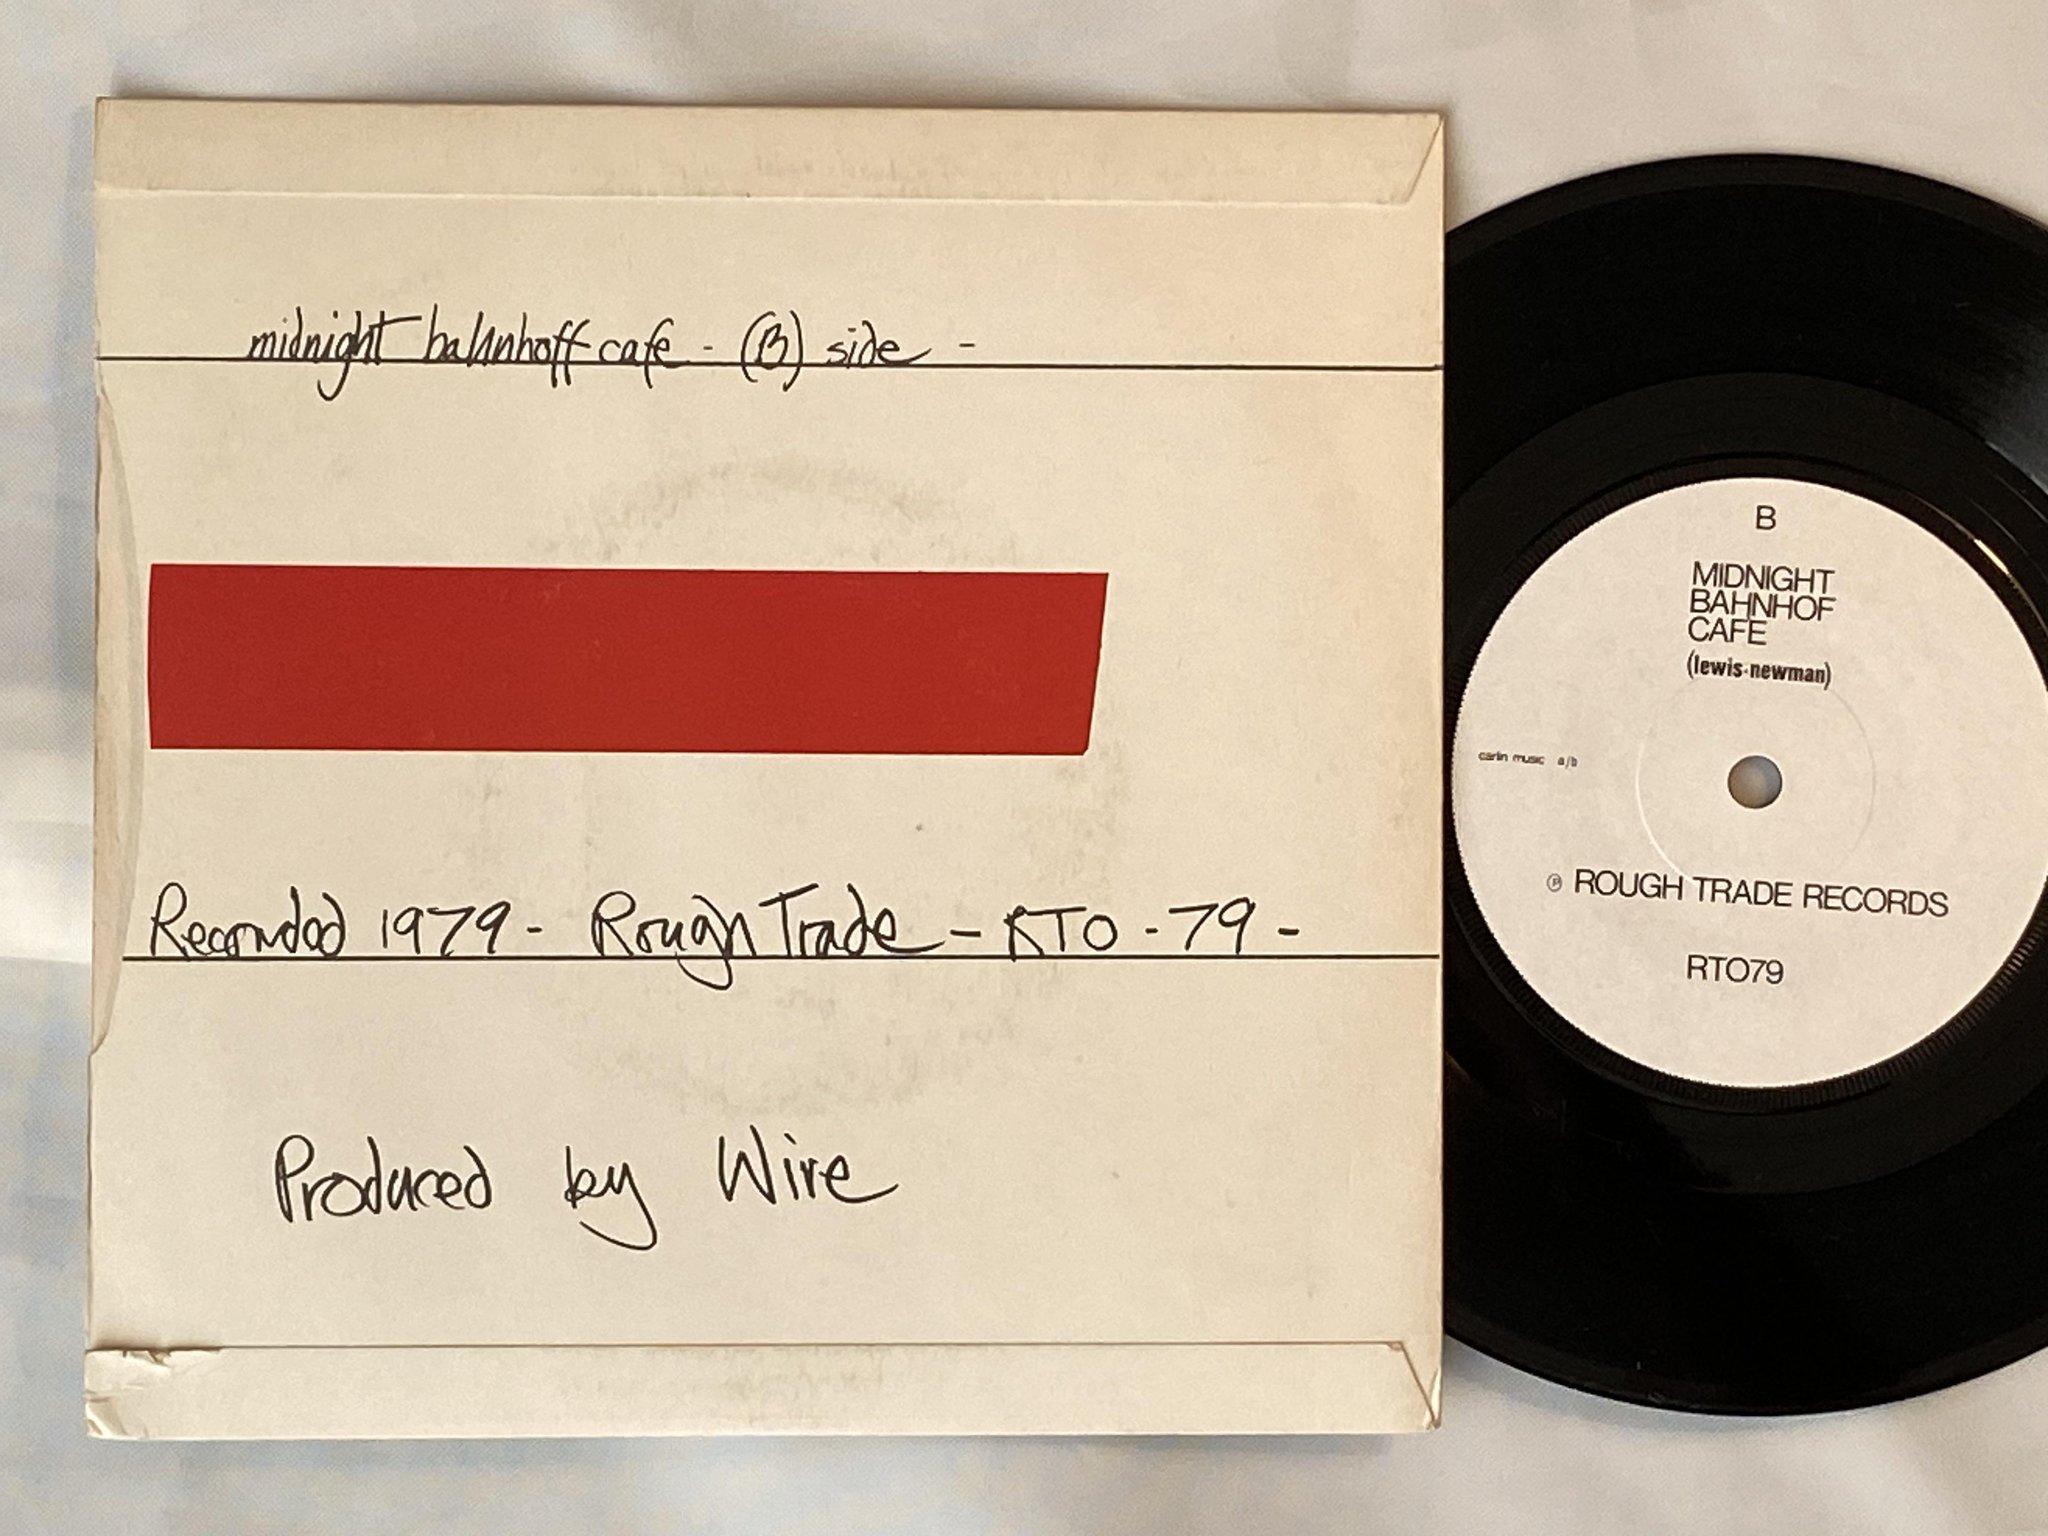 midnight bahnhoff cafe - (B) side -
Recorded 1979 - Rough Trade - RTO - 79 -
Produced by Wire
B
MIDNIGHT
BAHNHOF
CAFE
(lewis-newman)
carlin music a/b
℗ ROUGH TRADE RECORDS
RTO79